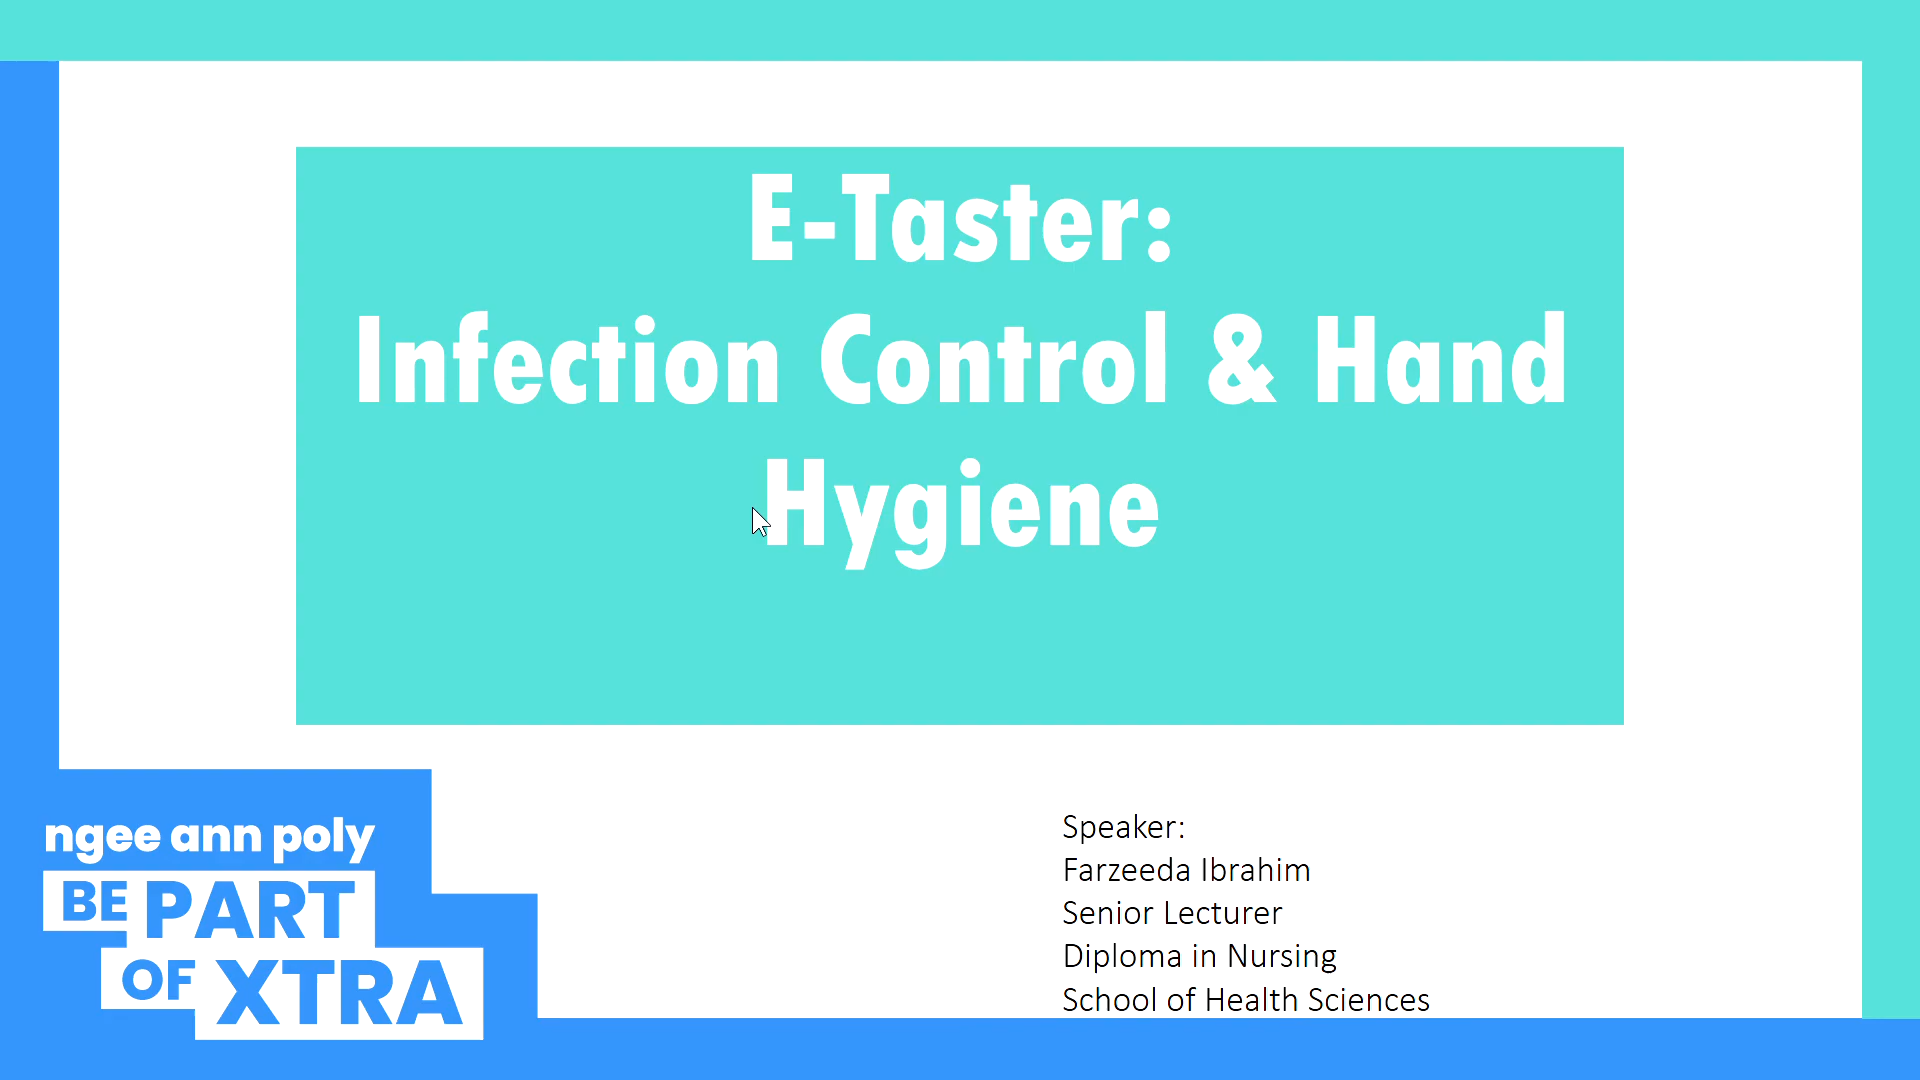 E-Taster:
Infection Control & Hand
Hygiene
ngee ann poly
BE PART
OF XTRA
Speaker:
Farzeeda Ibrahim
Senior Lecturer
Diploma in Nursing
School of Health Sciences